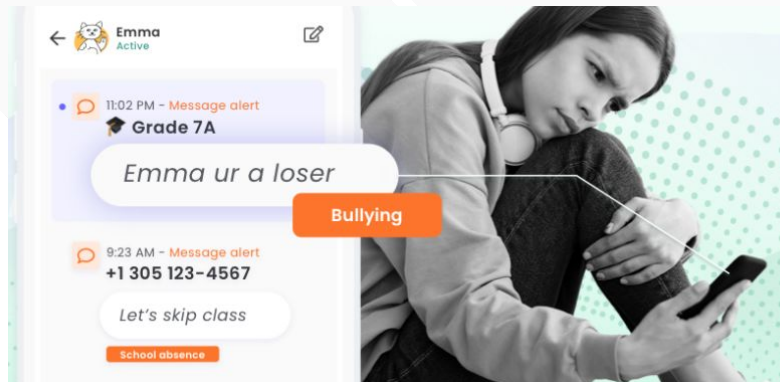 Emma
Active
11:02 PM - Message alert
🎓 Grade 7A
Emma ur a loser
Bullying
9:23 AM - Message alert
+1 305 123-4567
Let's skip class
School absence